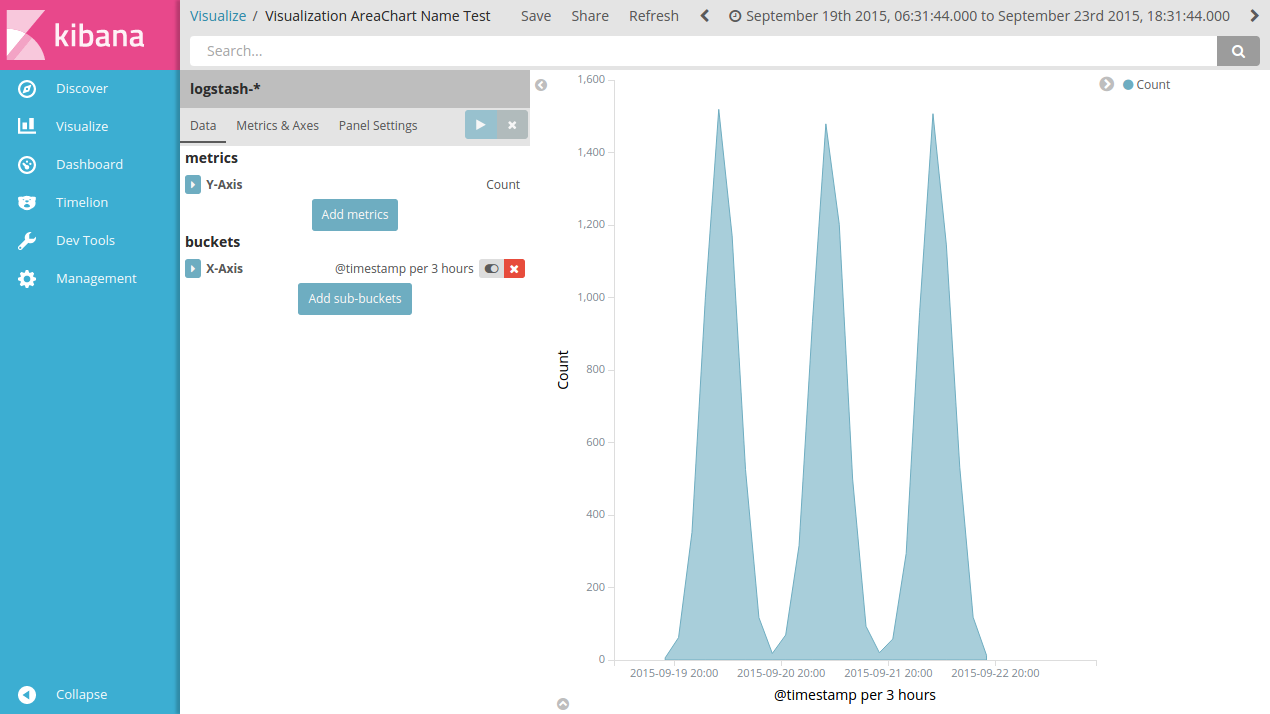 kibana
Discover
Visualize
Dashboard
Timelion
Dev Tools
Management
Collapse
Visualize / Visualization AreaChart Name Test Save Share Refresh September 19th 2015, 06:31:44.000 to September 23rd 2015, 18:31:44.000
Search...
logstash-*
Data Metrics & Axes Panel Settings
metrics
Y-Axis Count
Add metrics
buckets
X-Axis @timestamp per 3 hours
Add sub-buckets
Count
1,600
1,400
1,200
1,000
800
600
400
200
0
Count
2015-09-19 20:00 2015-09-20 20:00 2015-09-21 20:00 2015-09-22 20:00
@timestamp per 3 hours